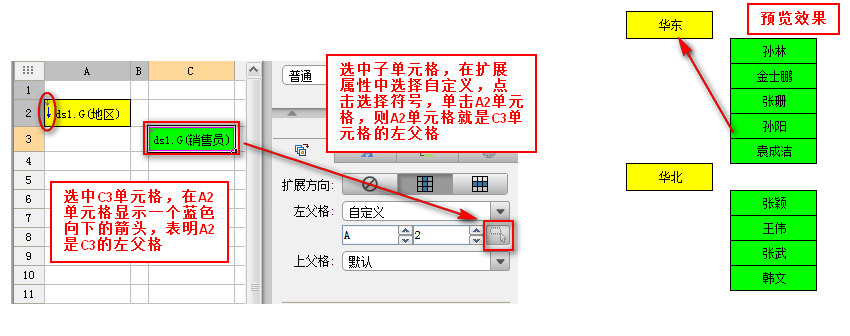 A B C
1
2 ds1.G(地区)
3 ds1.G(销售员)
4
5
6
7
8
9
10
11
选中C3单元格，在A2
单元格显示一个蓝色
向下的箭头，表明A2
是C3的左父格
普通
选中子单元格，在扩展
属性中选择自定义，点
击选择符号，单击A2单元
格，则A2单元格就是C3单
元格的左父格
扩展方向:
左父格: 自定义
A 2
上父格: 默认
预览效果
华东
孙林
金士鹏
张珊
孙阳
袁成洁
华北
张颖
王伟
张武
韩文